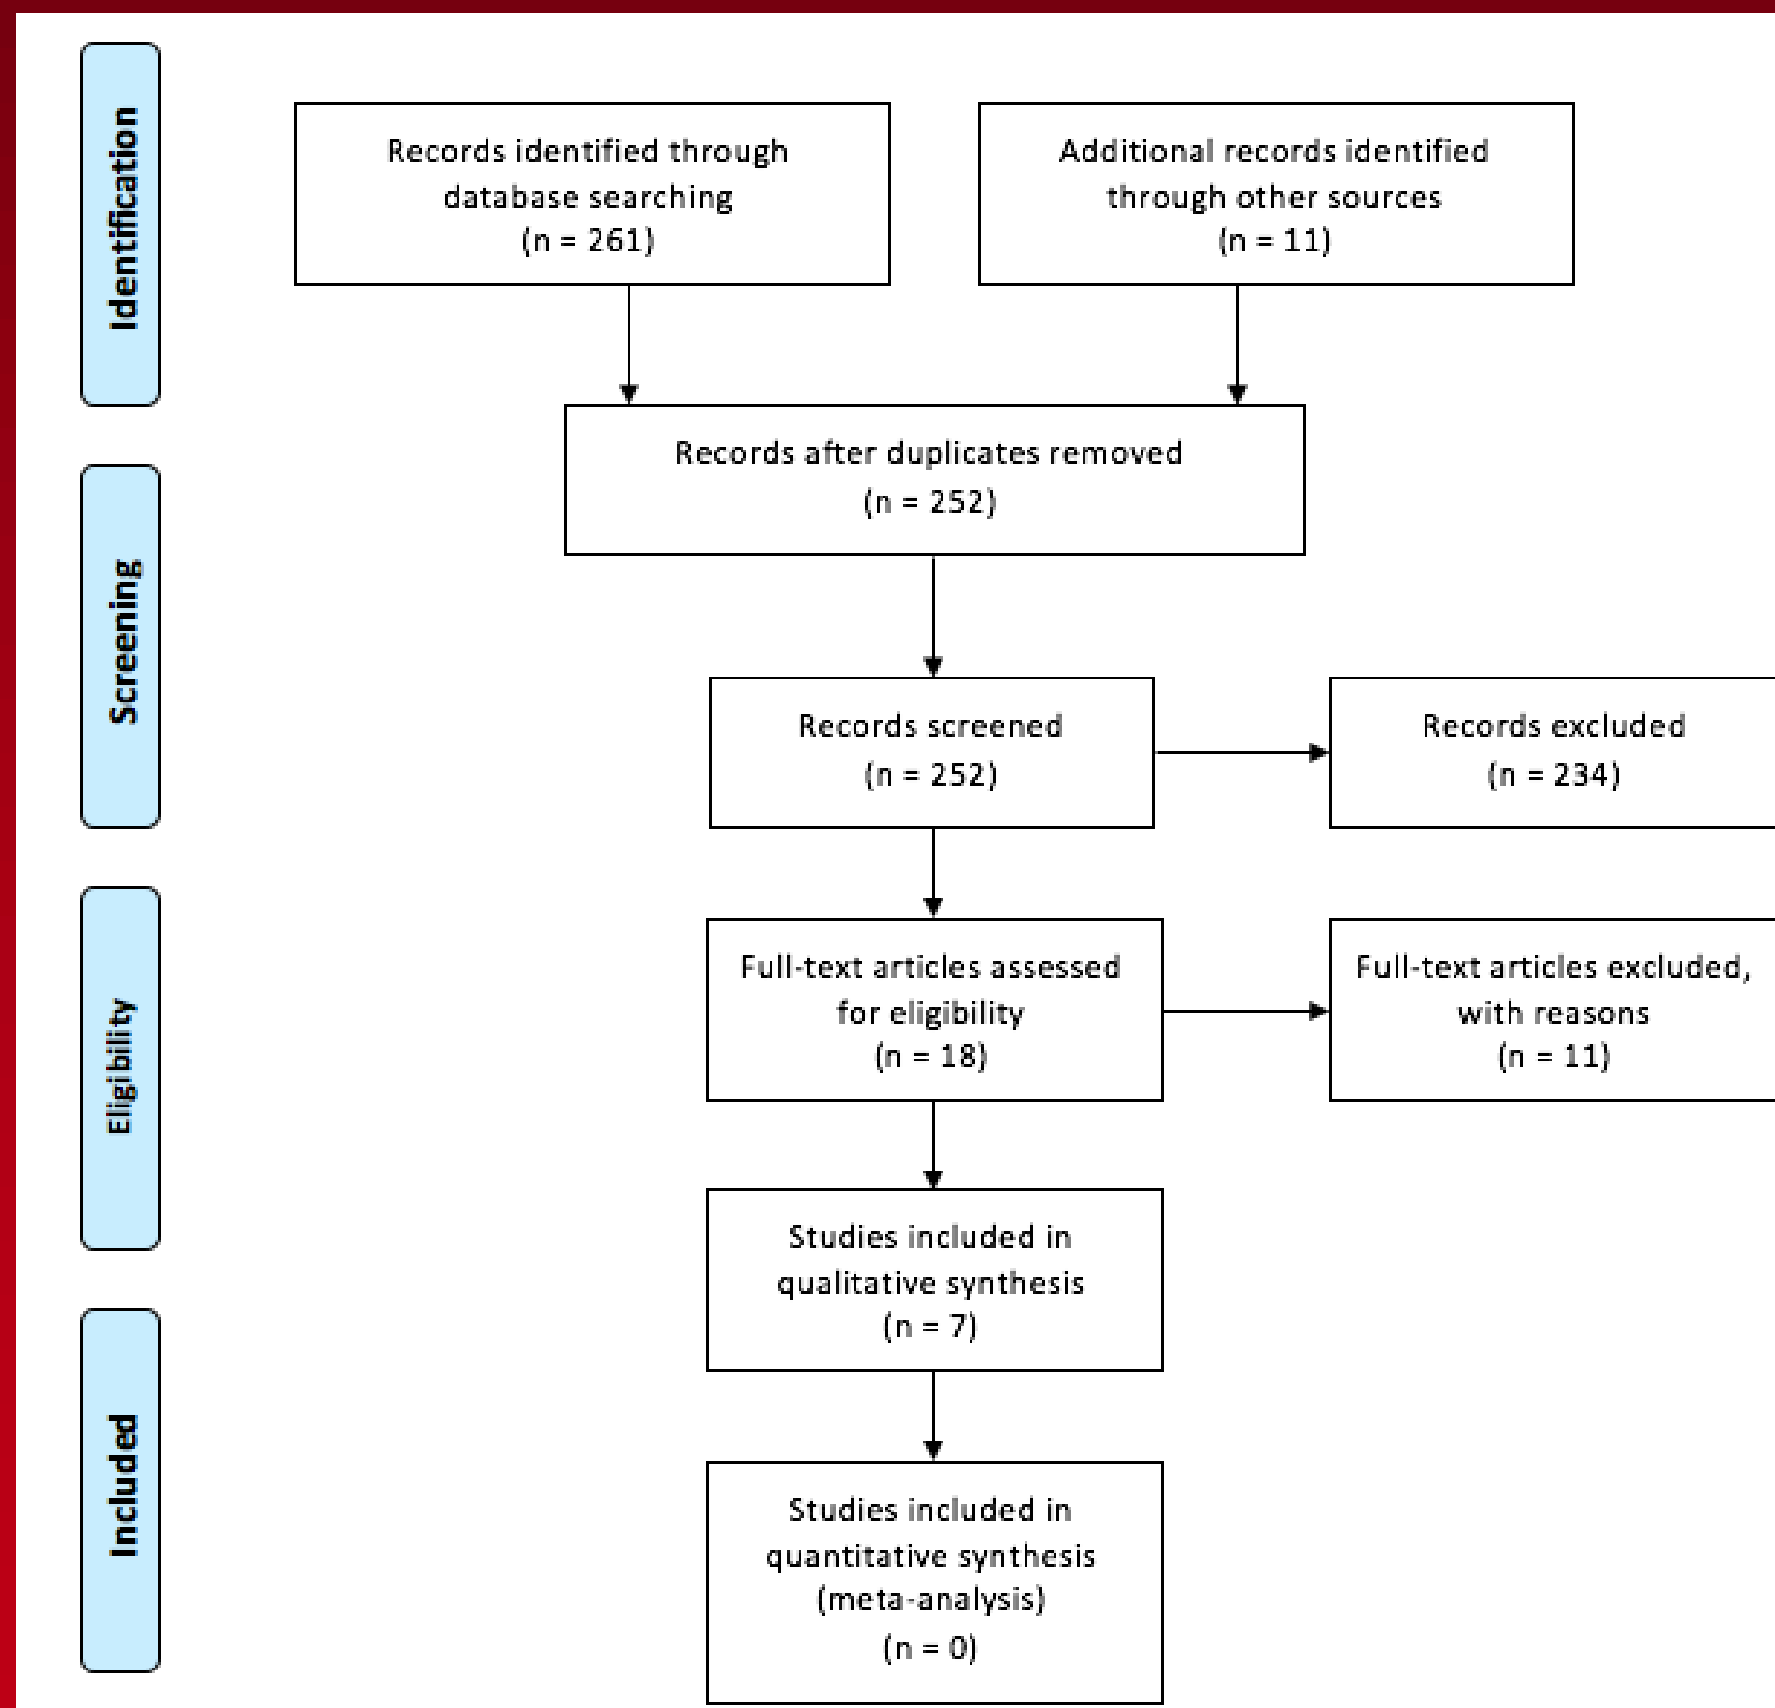 Identification
Records identified through
database searching
(n = 261)
Additional records identified
through other sources
(n = 11)
Records after duplicates removed
(n = 252)
Screening
Records screened
(n = 252)
Records excluded
(n = 234)
Eligibility
Full-text articles assessed
for eligibility
(n = 18)
Full-text articles excluded,
with reasons
(n = 11)
Studies included in
qualitative synthesis
(n = 7)
Included
Studies included in
quantitative synthesis
(meta-analysis)
(n = 0)